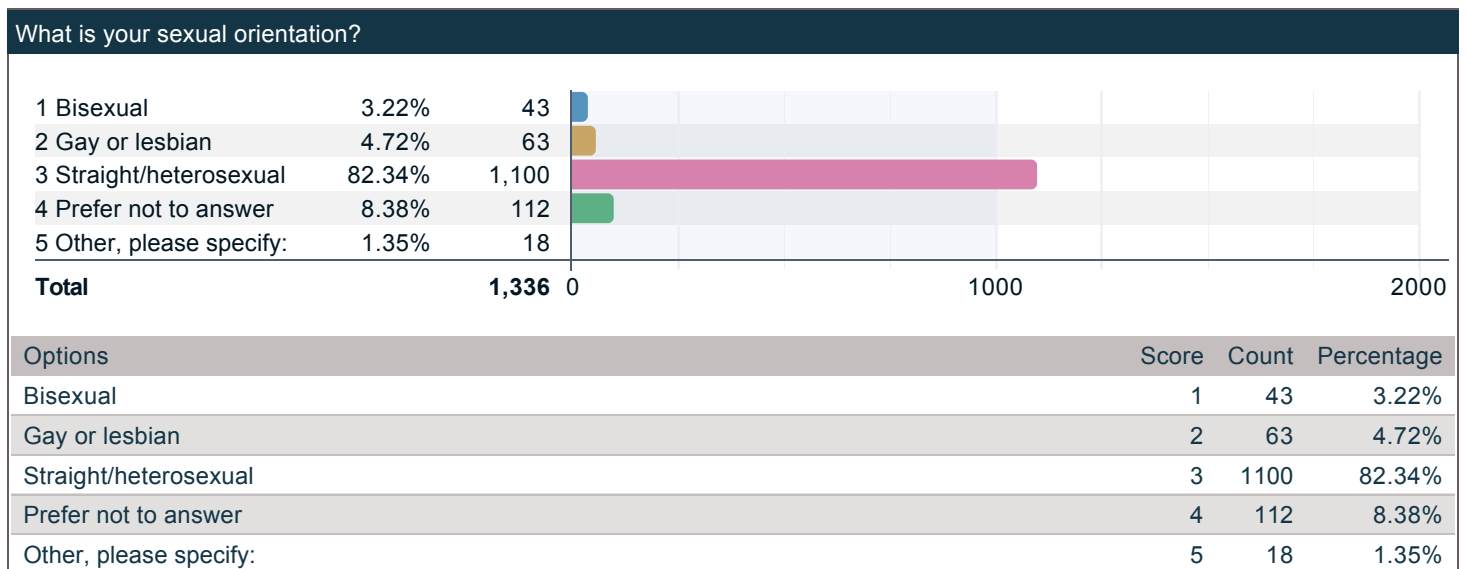 What is your sexual orientation?
1 Bisexual 3.22% 43
2 Gay or lesbian 4.72% 63
3 Straight/heterosexual 82.34% 1,100
4 Prefer not to answer 8.38% 112
5 Other, please specify: 1.35% 18
Total 1,336 0 1000 2000
Options Score Count Percentage
Bisexual 1 43 3.22%
Gay or lesbian 2 63 4.72%
Straight/heterosexual 3 1100 82.34%
Prefer not to answer 4 112 8.38%
Other, please specify: 5 18 1.35%